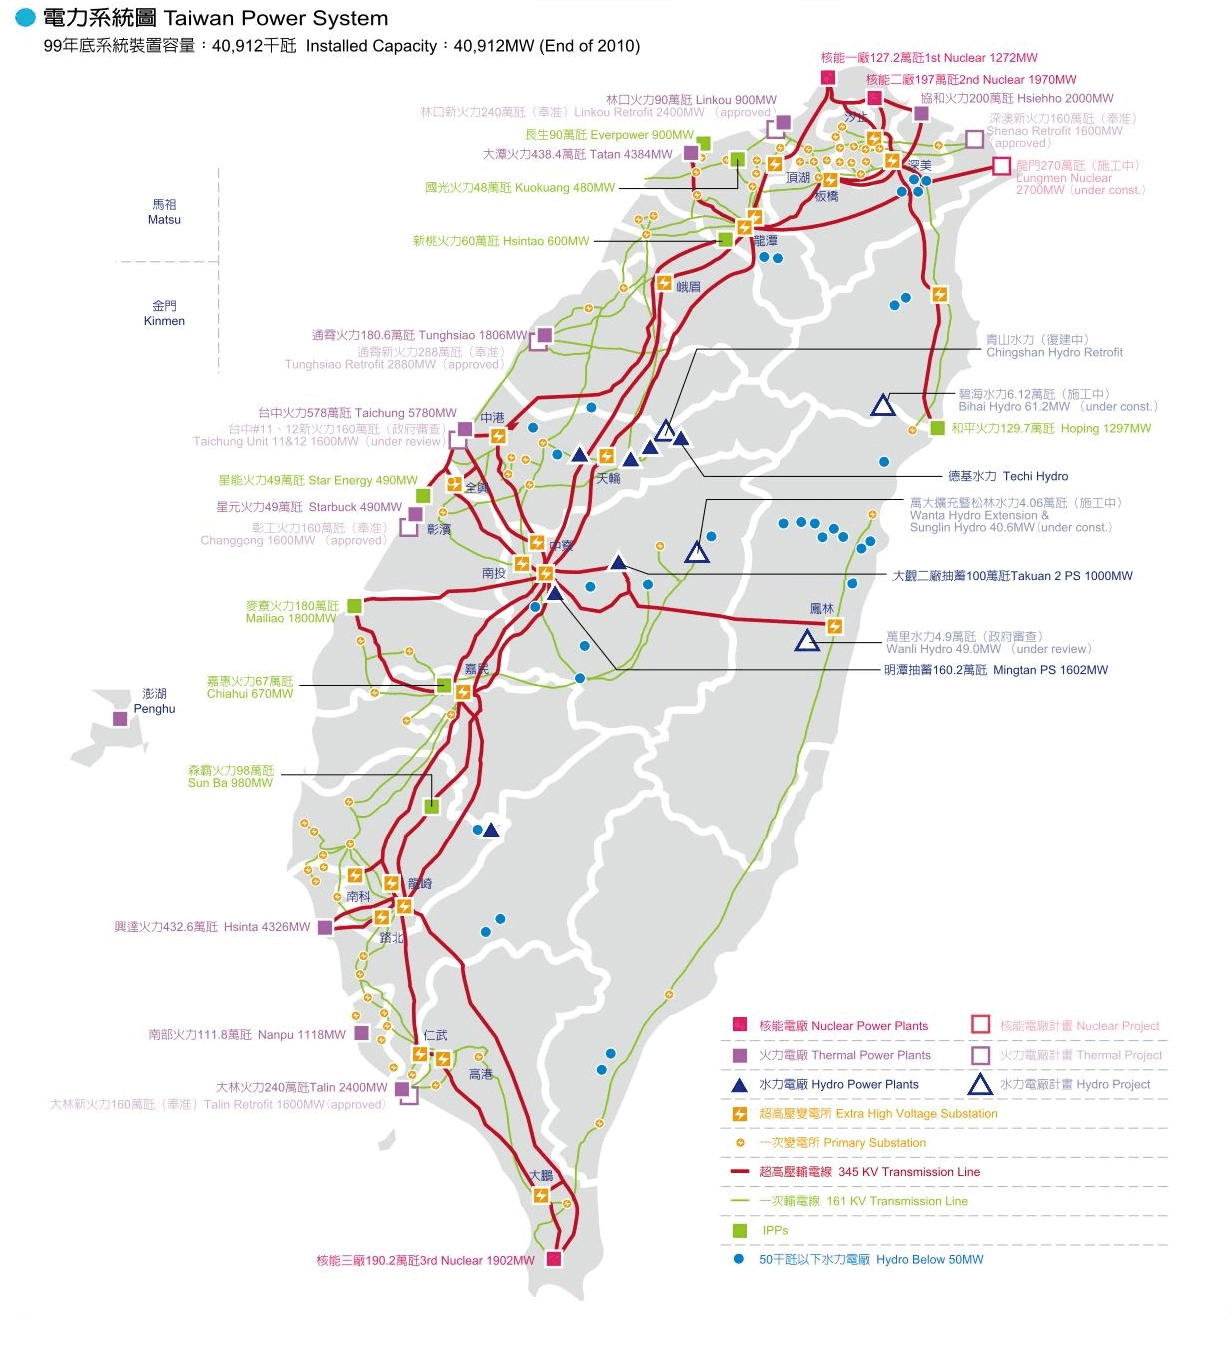 電力系統圖 Taiwan Power System
99年底系統裝置容量：40,912千瓩 Installed Capacity：40,912MW (End of 2010)
核能一廠127.2萬瓩1st Nuclear 1272MW
核能二廠197萬瓩2nd Nuclear 1970MW
林口火力90萬瓩 Linkou 900MW
協和火力200萬瓩 Hsiehho 2000MW
林口新火力240萬瓩（奉准）Linkou Retrofit 2400MW（approved）
汐止
深澳新火力160萬瓩（奉准）
Shenao Retrofit 1600MW
（approved）
長生90萬瓩 Everpower 900MW
大潭火力438.4萬瓩 Tatan 4384MW
深美
龍門270萬瓩（施工中）
Lungmen Nuclear
2700MW（under const.）
頂湖
國光火力48萬瓩 Kuokuang 480MW
板橋
馬祖
Matsu
新桃火力60萬瓩 Hsintao 600MW
龍潭
峨眉
金門
Kinmen
通霄火力180.6萬瓩 Tunghsiao 1806MW
通霄新火力288萬瓩（奉准）
Tunghsiao Retrofit 2880MW（approved）
青山水力（復建中）
Chingshan Hydro Retrofit
碧海水力6.12萬瓩（施工中）
Bihai Hydro 61.2MW （under const.）
台中火力578萬瓩 Taichung 5780MW
中港
台中#11、12新火力160萬瓩（政府審查）
Taichung Unit 11&12 1600MW（under review）
和平火力129.7萬瓩 Hoping 1297MW
星能火力49萬瓩 Star Energy 490MW
全興
天輪
德基水力 Techi Hydro
星元火力49萬瓩 Starbuck 490MW
萬大擴充暨松林水力4.06萬瓩（施工中）
Wanta Hydro Extension &
Sunglin Hydro 40.6MW（under const.）
彰工火力160萬瓩（奉准）
Changgong 1600MW （approved）
彰濱
中寮
南投
大觀二廠抽蓄100萬瓩Takuan 2 PS 1000MW
麥寮火力180萬瓩
Mailiao 1800MW
鳳林
萬里水力4.9萬瓩（政府審查）
Wanli Hydro 49.0MW （under review）
明潭抽蓄160.2萬瓩 Mingtan PS 1602MW
嘉惠火力67萬瓩
Chiahui 670MW
嘉民
澎湖
Penghu
森霸火力98萬瓩
Sun Ba 980MW
龍崎
南科
興達火力432.6萬瓩 Hsinta 4326MW
路北
南部火力111.8萬瓩 Nanpu 1118MW
仁武
高港
大林火力240萬瓩Talin 2400MW
大林新火力160萬瓩（奉准）Talin Retrofit 1600MW（approved）
大鵬
核能三廠190.2萬瓩3rd Nuclear 1902MW
核能電廠 Nuclear Power Plants
核能電廠計畫 Nuclear Project
火力電廠 Thermal Power Plants
火力電廠計畫 Thermal Project
水力電廠 Hydro Power Plants
水力電廠計畫 Hydro Project
超高壓變電所 Extra High Voltage Substation
一次變電所 Primary Substation
超高壓輸電線 345 KV Transmission Line
一次輸電線 161 KV Transmission Line
IPPs
50千瓩以下水力電廠 Hydro Below 50MW